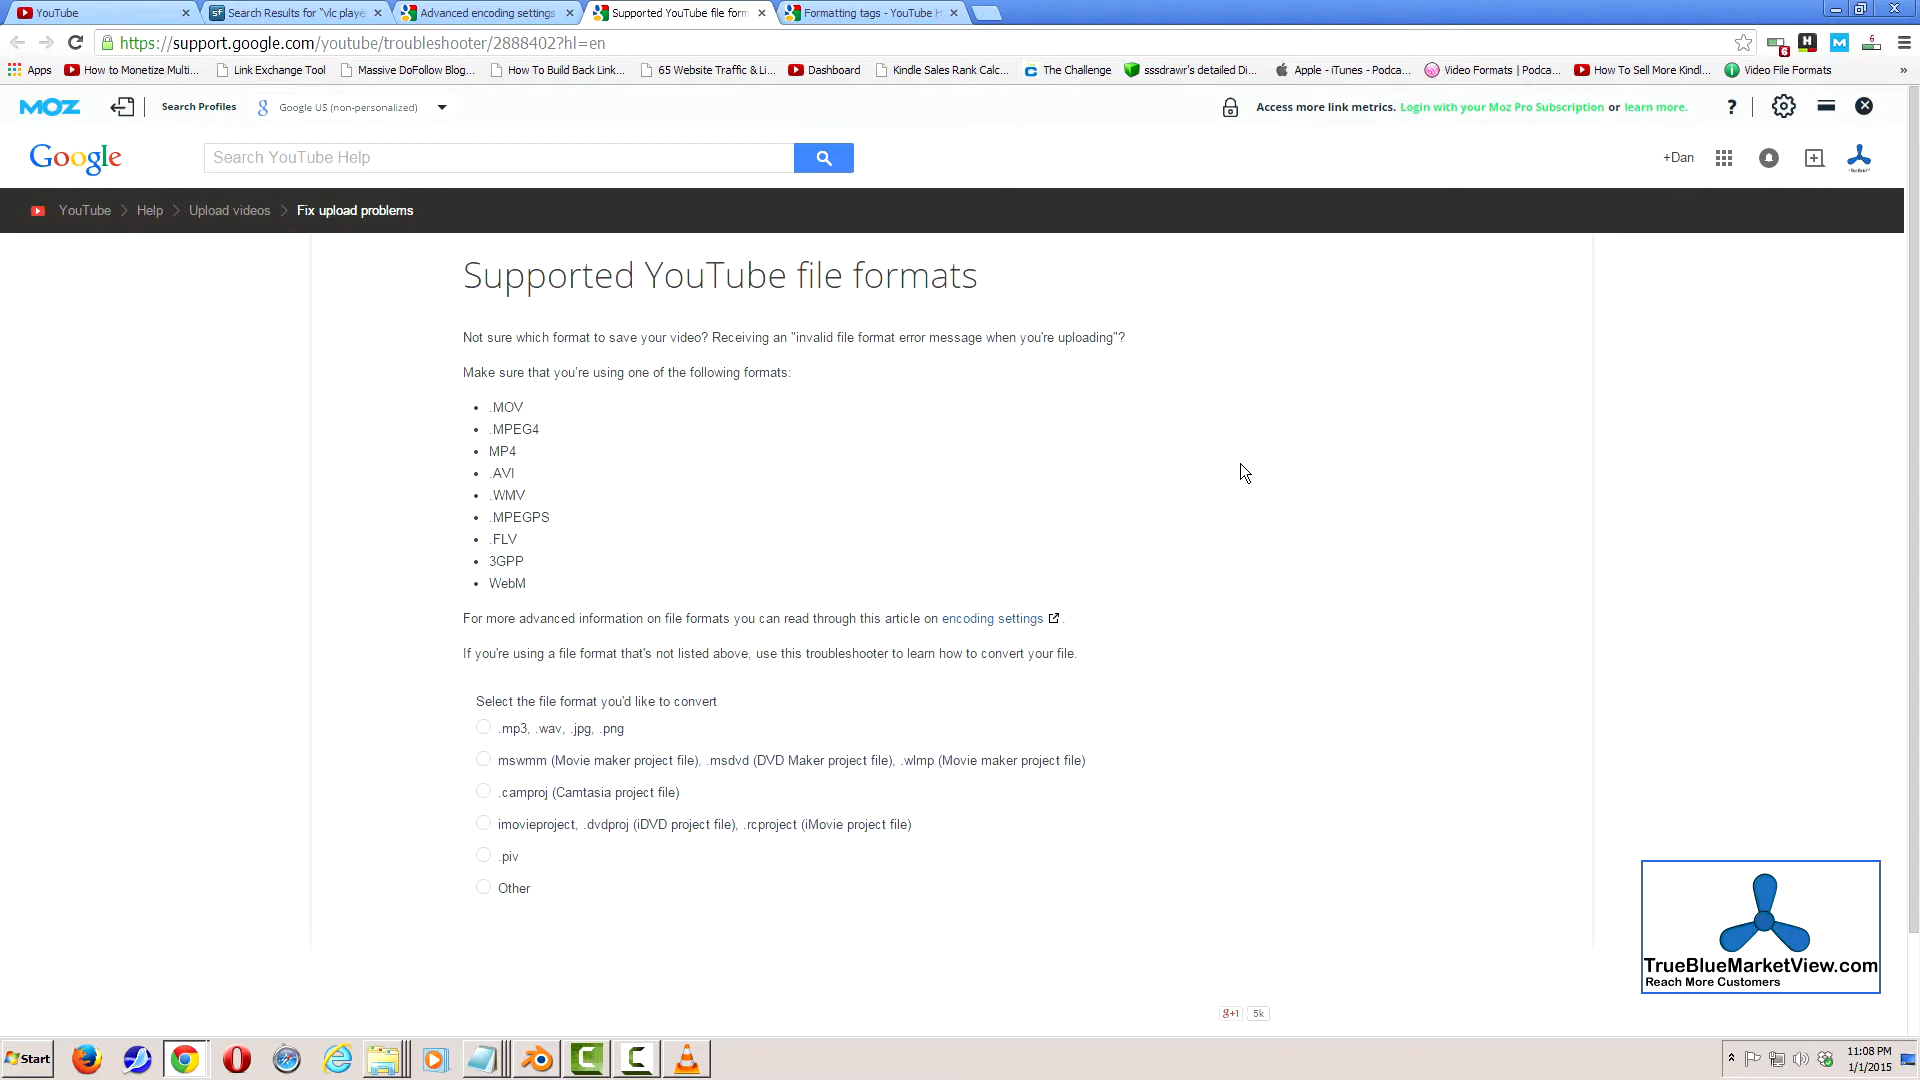 YouTube
Search Results for "vlc playe
Advanced encoding settings
Supported YouTube file form
Formatting tags - YouTube H
https://support.google.com/youtube/troubleshooter/2888402?hl=en
6
H
M
6
Apps
How to Monetize Multi...
Link Exchange Tool
Massive DoFollow Blog...
How To Build Back Link...
65 Website Traffic & Li...
Dashboard
Kindle Sales Rank Calc...
The Challenge
sssdrawr's detailed Di...
Apple - iTunes - Podca...
Video Formats | Podca...
How To Sell More Kindl...
Video File Formats
»
MOZ
Search Profiles
Google US (non-personalized)
Access more link metrics. Login with your Moz Pro Subscription or learn more.
?
Google
Search YouTube Help
+Dan
YouTube > Help > Upload videos > Fix upload problems
Supported YouTube file formats
Not sure which format to save your video? Receiving an "invalid file format error message when you're uploading"?
Make sure that you're using one of the following formats:
• .MOV
• .MPEG4
• MP4
• .AVI
• .WMV
• .MPEGPS
• .FLV
• 3GPP
• WebM
For more advanced information on file formats you can read through this article on encoding settings .
If you're using a file format that's not listed above, use this troubleshooter to learn how to convert your file.
Select the file format you'd like to convert
.mp3, .wav, .jpg, .png
mswmm (Movie maker project file), .msdvd (DVD Maker project file), .wlmp (Movie maker project file)
.camproj (Camtasia project file)
imovieproject, .dvdproj (iDVD project file), .rcproject (iMovie project file)
.piv
Other
TrueBlueMarketView.com
Reach More Customers
g+1 5k
Start
11:08 PM
1/1/2015